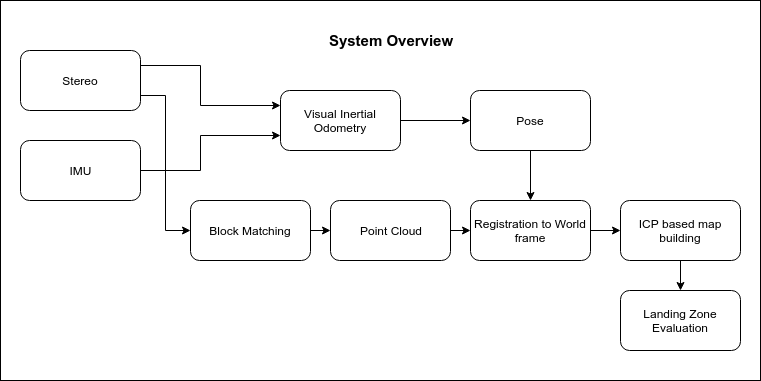 System Overview
Stereo
Visual Inertial
Odometry
Pose
IMU
Block Matching
Point Cloud
Registration to World
frame
ICP based map
building
Landing Zone
Evaluation